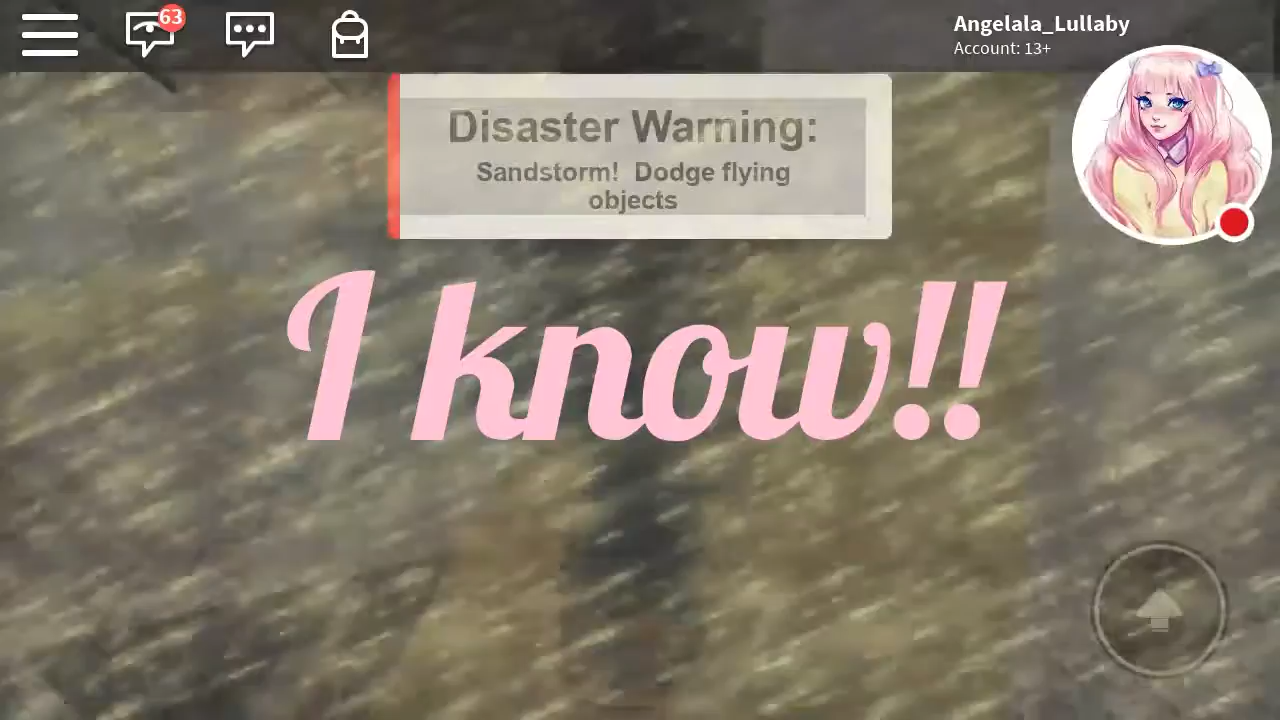 63
Angelala_Lullaby
Account: 13+
Disaster Warning:
Sandstorm!  Dodge flying
objects
I know!!